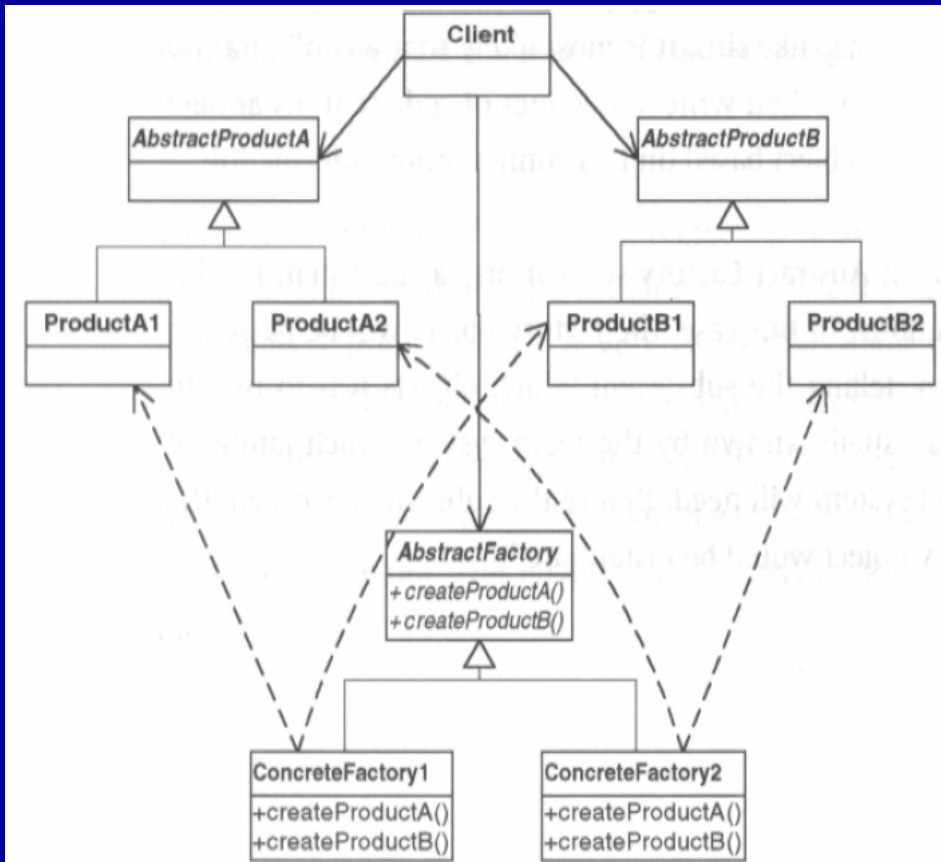 Client
AbstractProductA
AbstractProductB
ProductA1
ProductA2
ProductB1
ProductB2
AbstractFactory
+createProductA()
+createProductB()
ConcreteFactory1
+createProductA()
+createProductB()
ConcreteFactory2
+createProductA()
+createProductB()